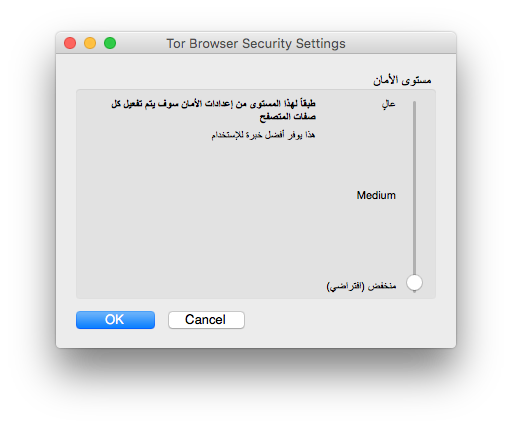 Tor Browser Security Settings
مستوى الأمان
عالٍ
طبقاً لهذا المستوى من إعدادات الأمان سوف يتم تفعيل كل
صفات المتصفح
هذا يوفر أفضل خبرة للإستخدام
Medium
منخفض (افتراضي)
OK
Cancel